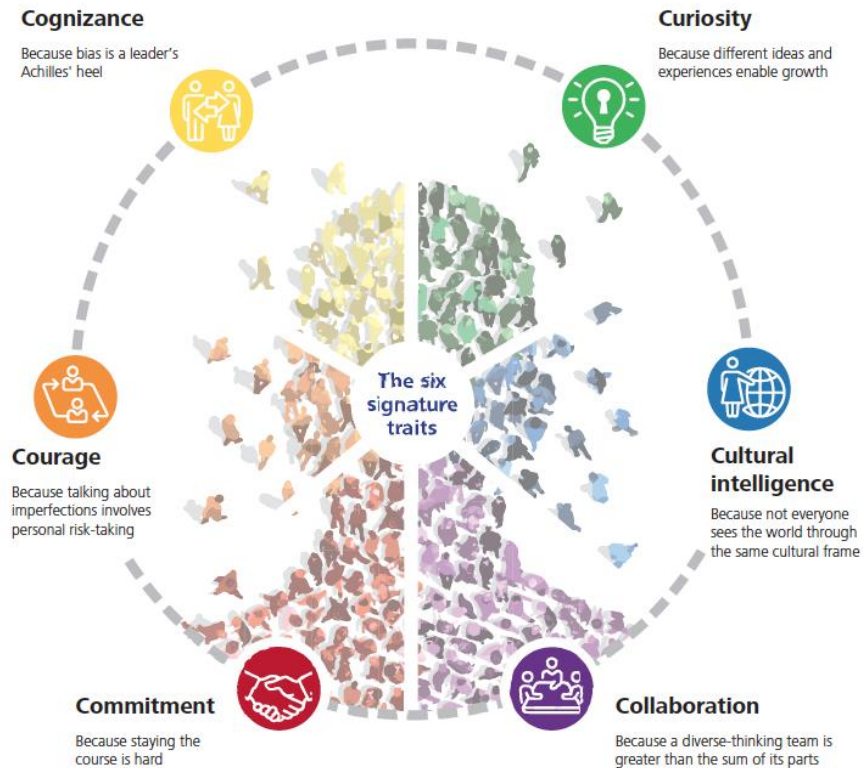 Cognizance
Because bias is a leader's
Achilles' heel
Curiosity
Because different ideas and
experiences enable growth
The six
signature
traits
Courage
Because talking about
imperfections involves
personal risk-taking
Cultural
intelligence
Because not everyone
sees the world through
the same cultural frame
Commitment
Because staying the
course is hard
Collaboration
Because a diverse-thinking team is
greater than the sum of its parts